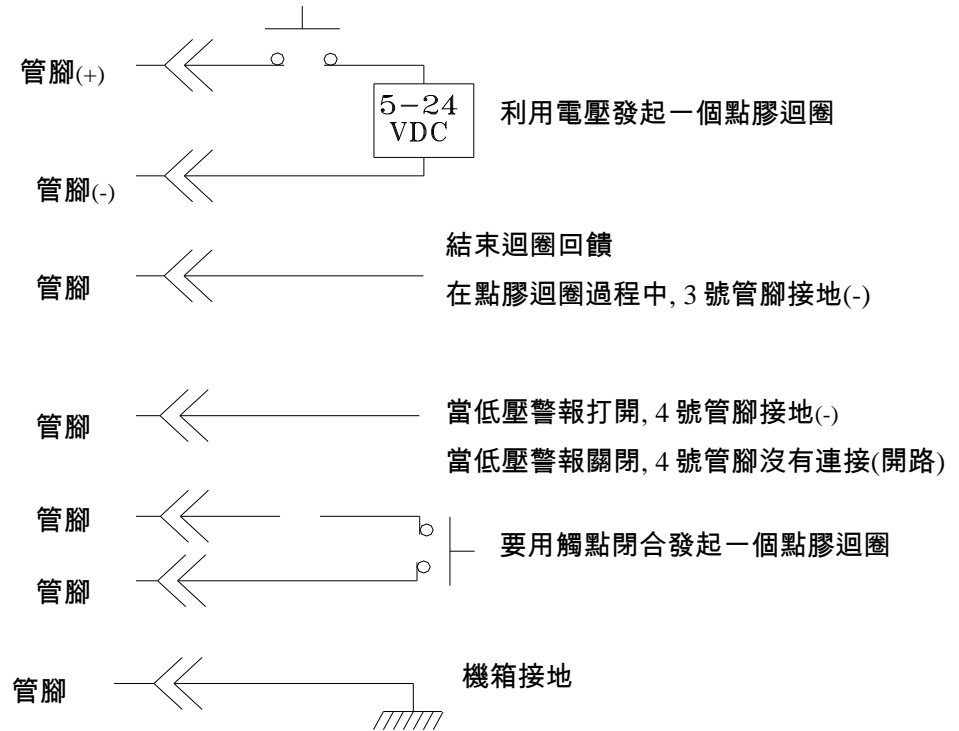 管腳(+)
5-24
VDC
利用電壓發起一個點膠迴圈
管腳(-)
結束迴圈回饋
管腳
在點膠迴圈過程中, 3 號管腳接地(-)
管腳
當低壓警報打開, 4 號管腳接地(-)
當低壓警報關閉, 4 號管腳沒有連接(開路)
管腳
要用觸點閉合發起一個點膠迴圈
管腳
管腳
機箱接地